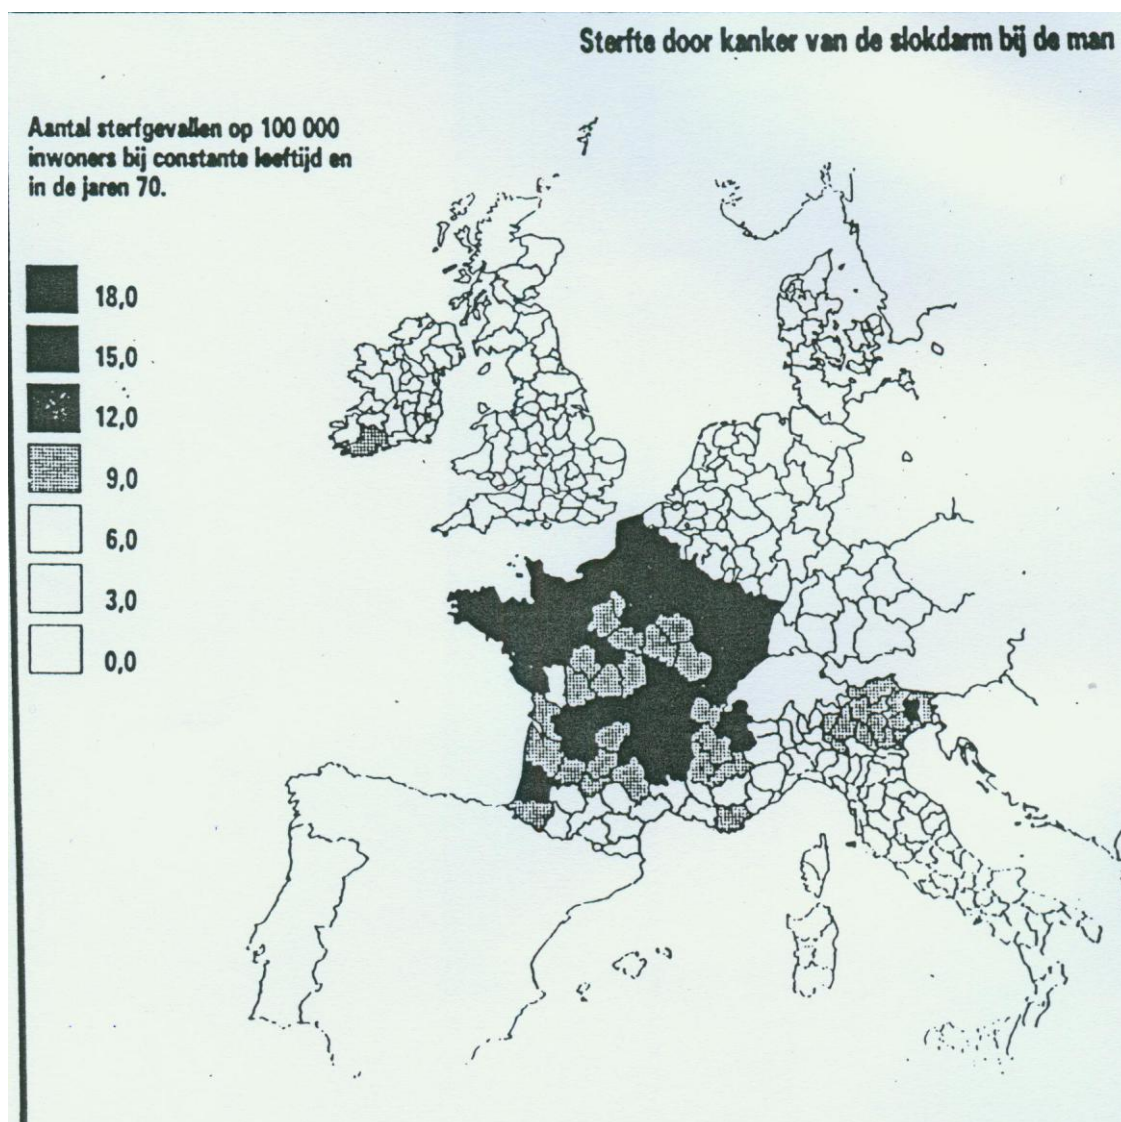 Sterfte door kanker van de slokdarm bij de man
Aantal sterfgevallen op 100 000
inwoners bij constante leeftijd en
in de jaren 70.
18,0
15,0
12,0
9,0
6,0
3,0
0,0